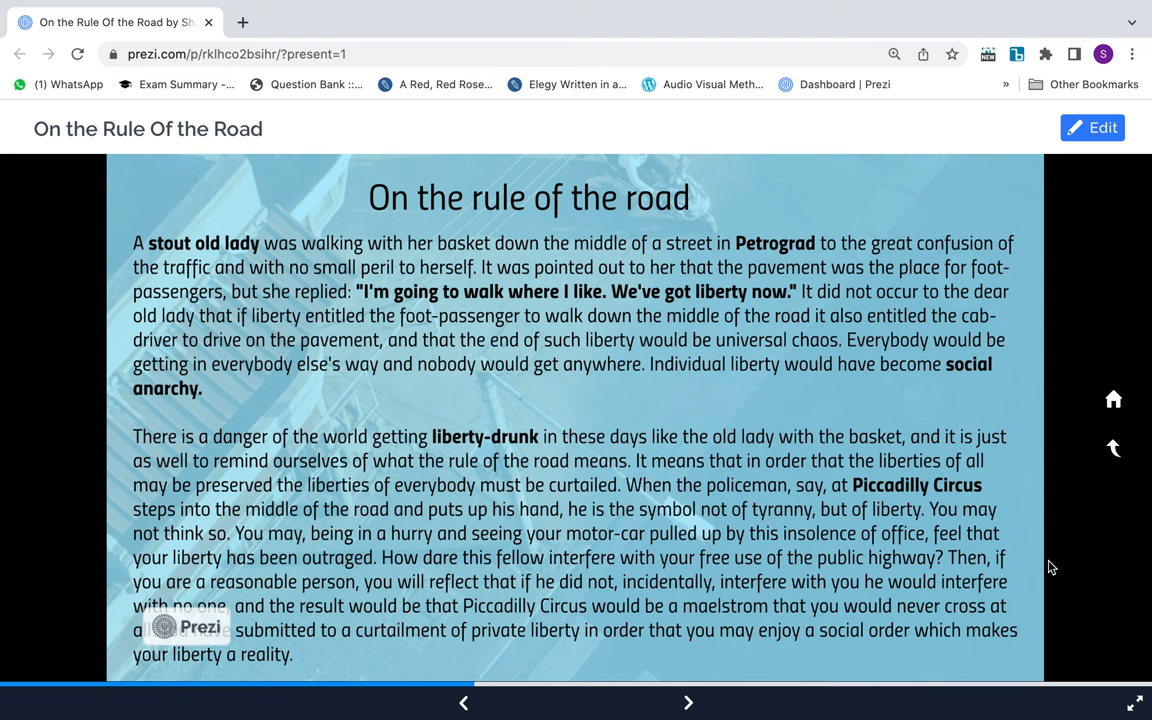 On the Rule Of the Road by Sh
prezi.com/p/rklhco2bsihr/?present=1
NEW
S
(1) WhatsApp
Exam Summary -...
Question Bank ::...
A Red, Red Rose...
Elegy Written in a...
Audio Visual Meth...
Dashboard | Prezi
»
Other Bookmarks
On the Rule Of the Road
Edit
On the rule of the road
A stout old lady was walking with her basket down the middle of a street in Petrograd to the great confusion of
the traffic and with no small peril to herself. It was pointed out to her that the pavement was the place for foot-
passengers, but she replied: "I'm going to walk where I like. We've got liberty now." It did not occur to the dear
old lady that if liberty entitled the foot-passenger to walk down the middle of the road it also entitled the cab-
driver to drive on the pavement, and that the end of such liberty would be universal chaos. Everybody would be
getting in everybody else's way and nobody would get anywhere. Individual liberty would have become social
anarchy.
There is a danger of the world getting liberty-drunk in these days like the old lady with the basket, and it is just
as well to remind ourselves of what the rule of the road means. It means that in order that the liberties of all
may be preserved the liberties of everybody must be curtailed. When the policeman, say, at Piccadilly Circus
steps into the middle of the road and puts up his hand, he is the symbol not of tyranny, but of liberty. You may
not think so. You may, being in a hurry and seeing your motor-car pulled up by this insolence of office, feel that
your liberty has been outraged. How dare this fellow interfere with your free use of the public highway? Then, if
you are a reasonable person, you will reflect that if he did not, incidentally, interfere with you he would interfere
with no one, and the result would be that Piccadilly Circus would be a maelstrom that you would never cross at
submitted to a curtailment of private liberty in order that you may enjoy a social order which makes
your liberty a reality.
Prezi